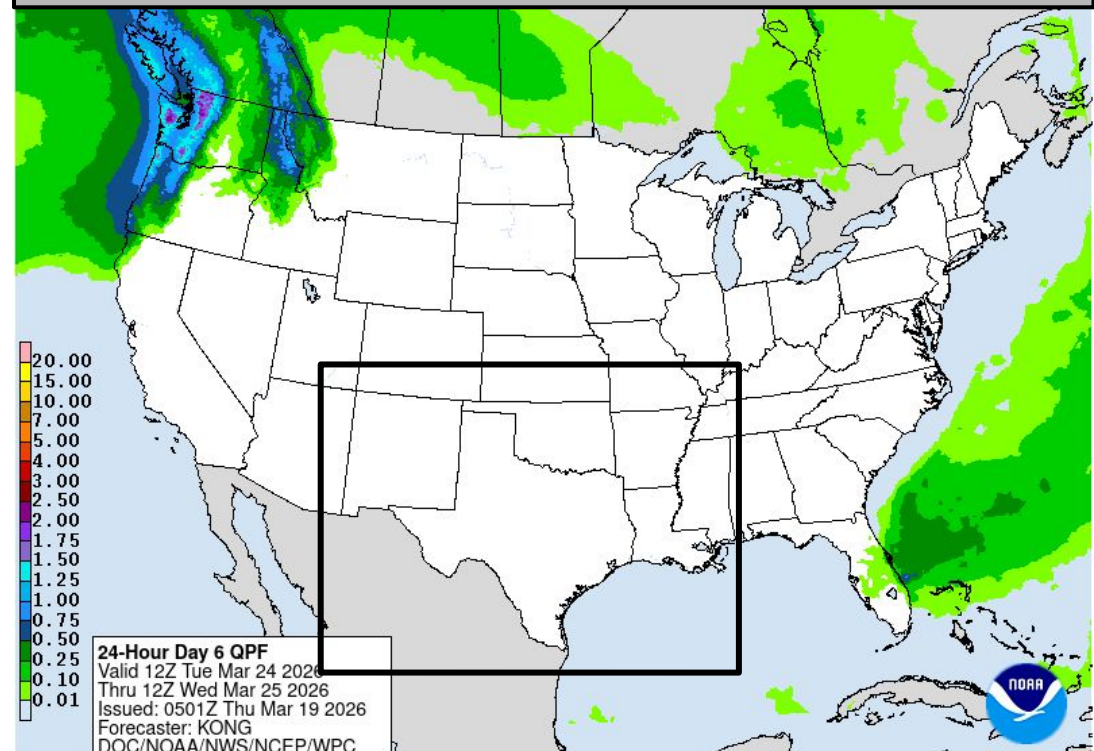 20.00
15.00
10.00
7.00
5.00
4.00
3.00
2.50
2.00
1.75
1.50
1.25
1.00
0.75
0.50
0.25
0.10
0.01
24-Hour Day 6 QPF
Valid 12Z Tue Mar 24 2026
Thru 12Z Wed Mar 25 2026
Issued: 0501Z Thu Mar 19 2026
Forecaster: KONG
DOC/NOAA/NWS/NCEP/WPC
NOAA